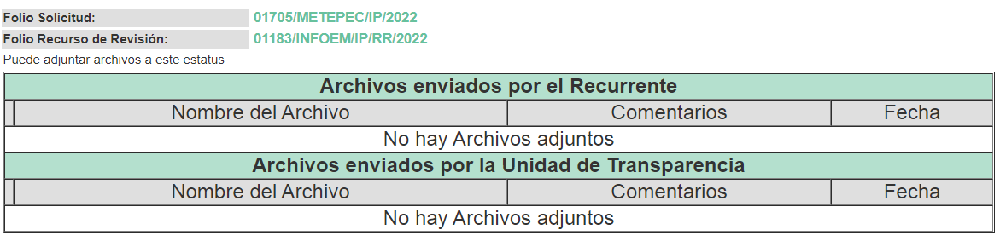 Folio Solicitud: 01705/METEPEC/IP/2022
Folio Recurso de Revisión: 01183/INFOEM/IP/RR/2022
Puede adjuntar archivos a este estatus
Archivos enviados por el Recurrente
Nombre del Archivo Comentarios Fecha
No hay Archivos adjuntos
Archivos enviados por la Unidad de Transparencia
Nombre del Archivo Comentarios Fecha
No hay Archivos adjuntos